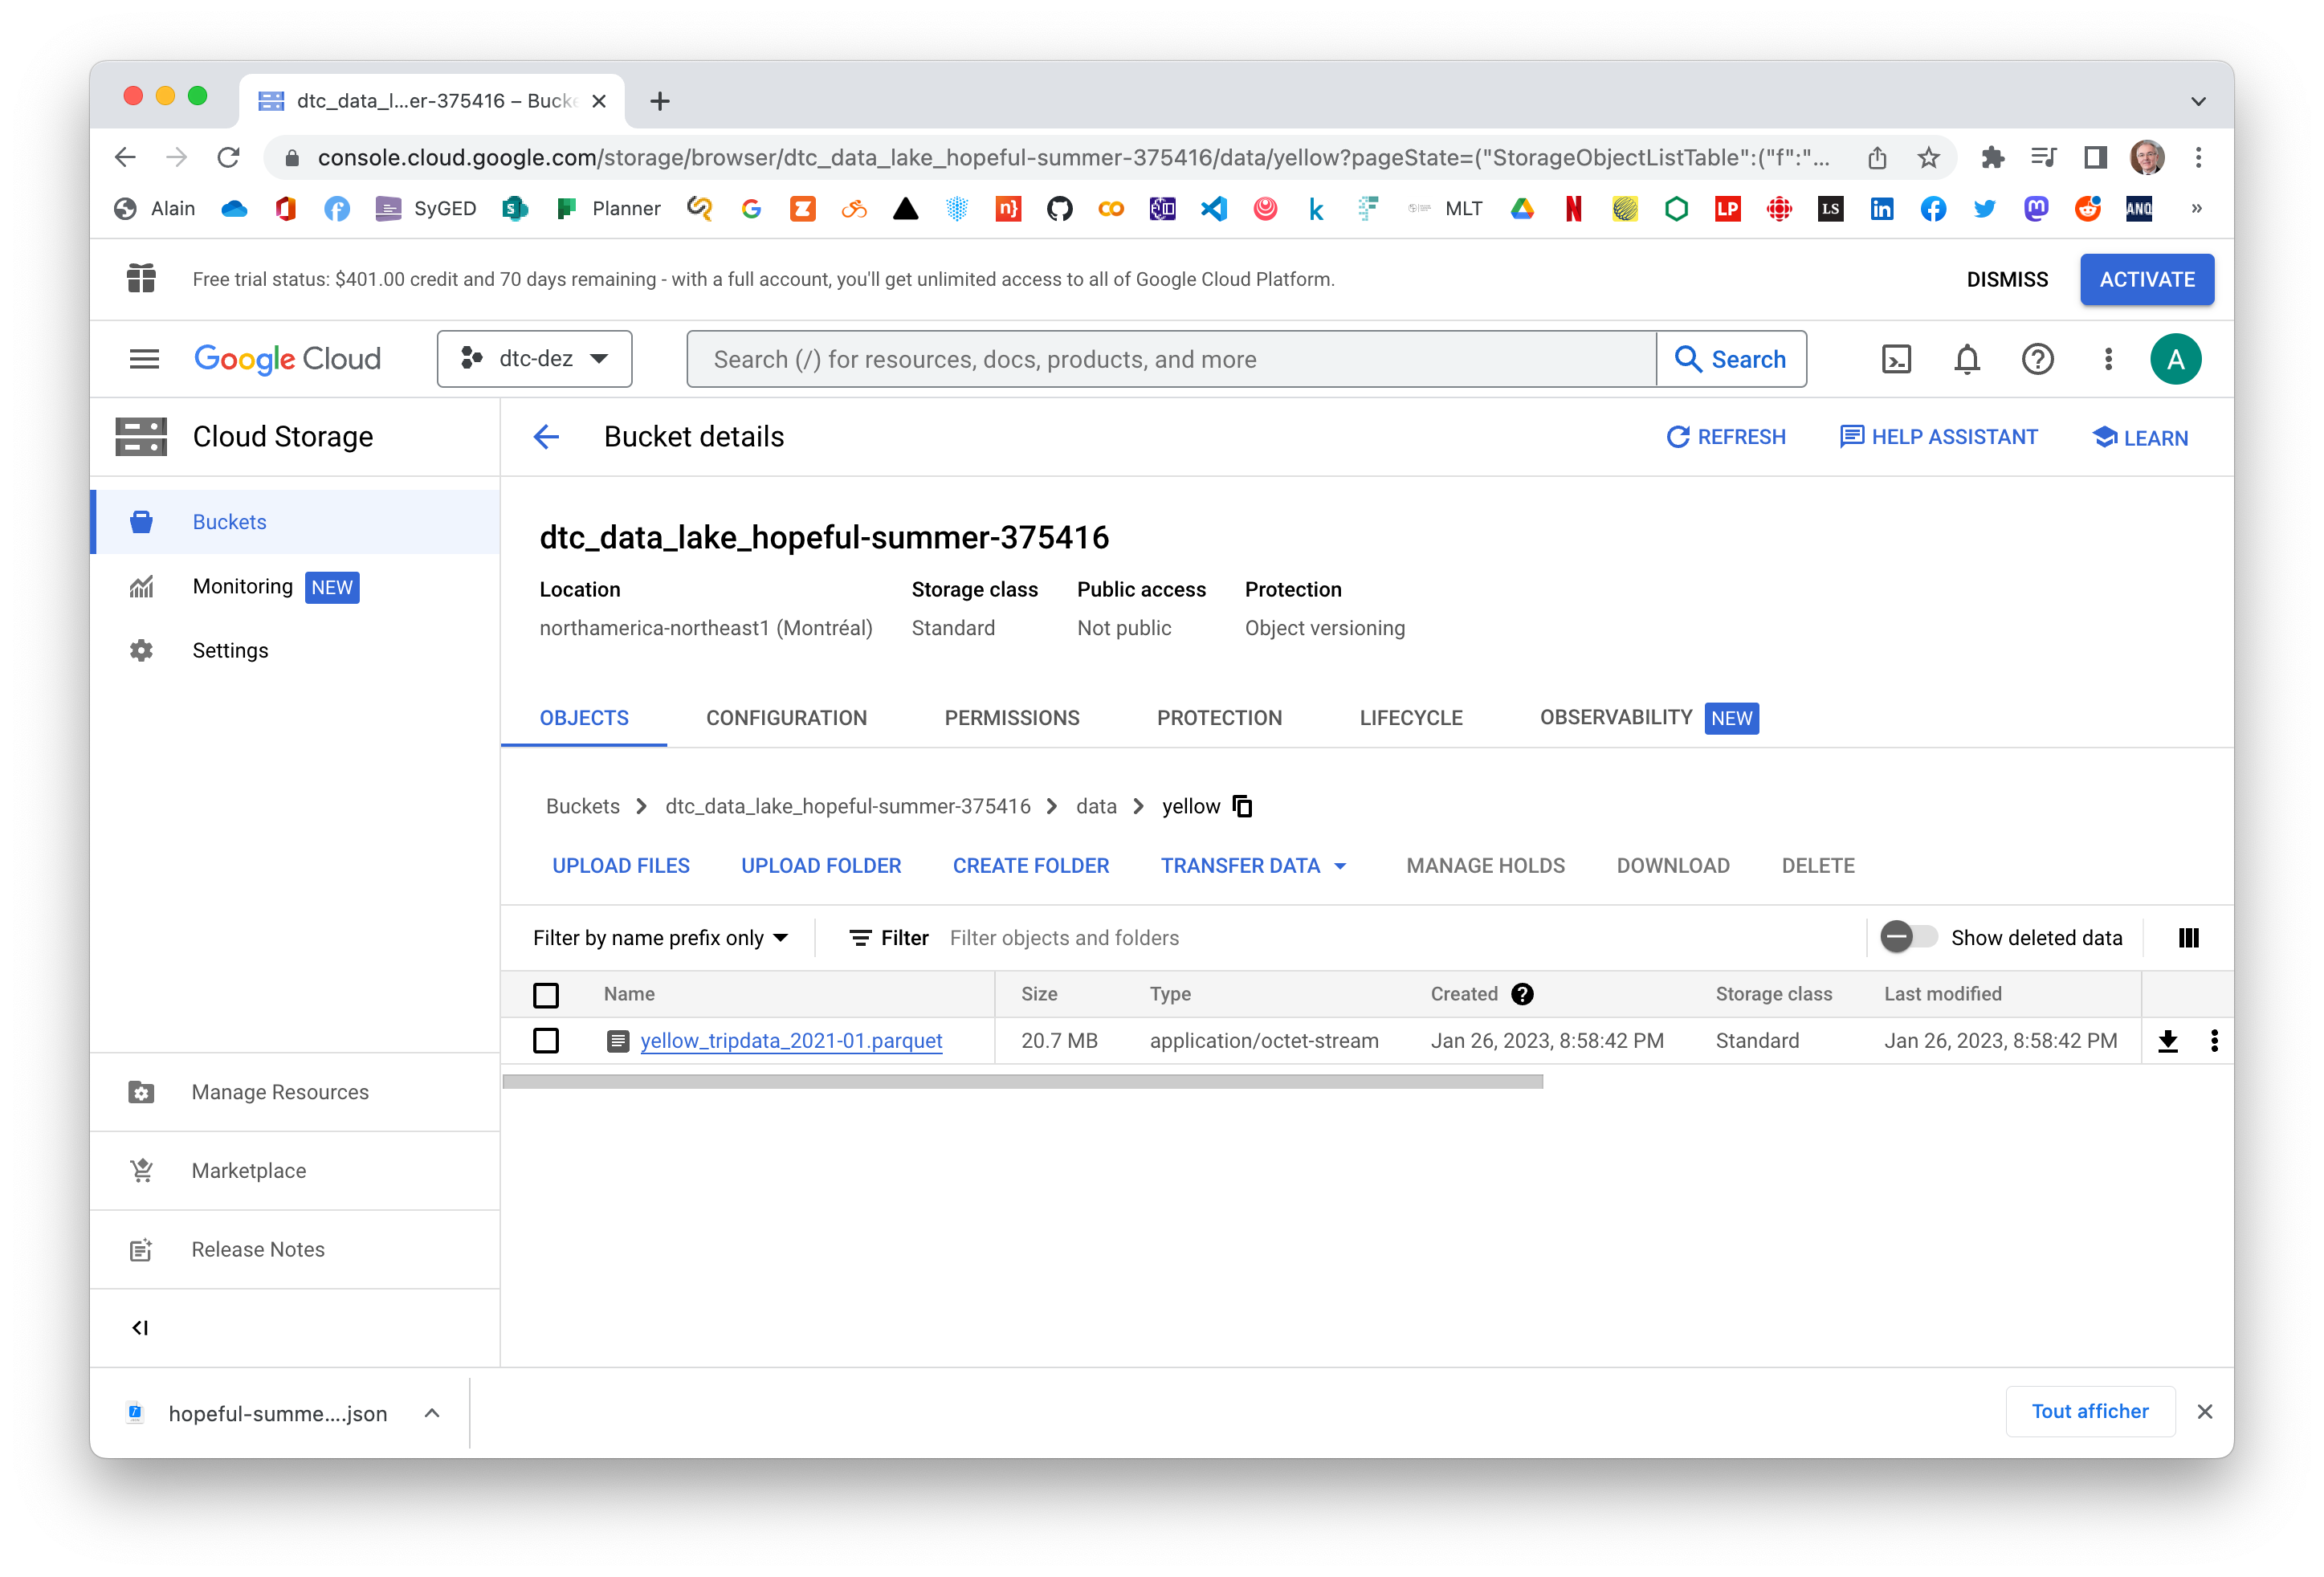 dtc_data_l...er-375416 – Bucke
console.cloud.google.com/storage/browser/dtc_data_lake_hopeful-summer-375416/data/yellow?pageState=("StorageObjectListTable":("f":"...
Alain SyGED Planner MLT
Free trial status: $401.00 credit and 70 days remaining - with a full account, you'll get unlimited access to all of Google Cloud Platform. DISMISS ACTIVATE
Google Cloud dtc-dez Search (/) for resources, docs, products, and more Search A
Cloud Storage
Bucket details REFRESH HELP ASSISTANT LEARN
Buckets
Monitoring NEW
Settings
dtc_data_lake_hopeful-summer-375416
Location Storage class Public access Protection
northamerica-northeast1 (Montréal) Standard Not public Object versioning
OBJECTS CONFIGURATION PERMISSIONS PROTECTION LIFECYCLE OBSERVABILITY NEW
Buckets > dtc_data_lake_hopeful-summer-375416 > data > yellow
UPLOAD FILES UPLOAD FOLDER CREATE FOLDER TRANSFER DATA MANAGE HOLDS DOWNLOAD DELETE
Filter by name prefix only Filter Filter objects and folders Show deleted data
Name Size Type Created Storage class Last modified
yellow_tripdata_2021-01.parquet 20.7 MB application/octet-stream Jan 26, 2023, 8:58:42 PM Standard Jan 26, 2023, 8:58:42 PM
Manage Resources
Marketplace
Release Notes
hopeful-summe....json Tout afficher